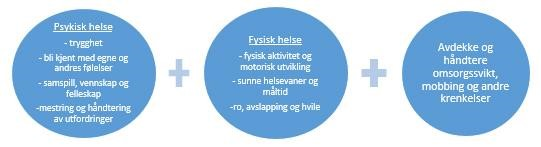 Psykisk helse
- trygghet
- bli kjent med egne og
andres følelser
- samspill, vennskap og
felleskap
-mestring og håndtering
av utfordringer
Fysisk helse
- fysisk aktivitet og
motorisk utvikling
- sunne helsevaner og
måltid
-ro, avslapping og hvile
Avdekke og
håndtere
omsorgssvikt,
mobbing og andre
krenkelser